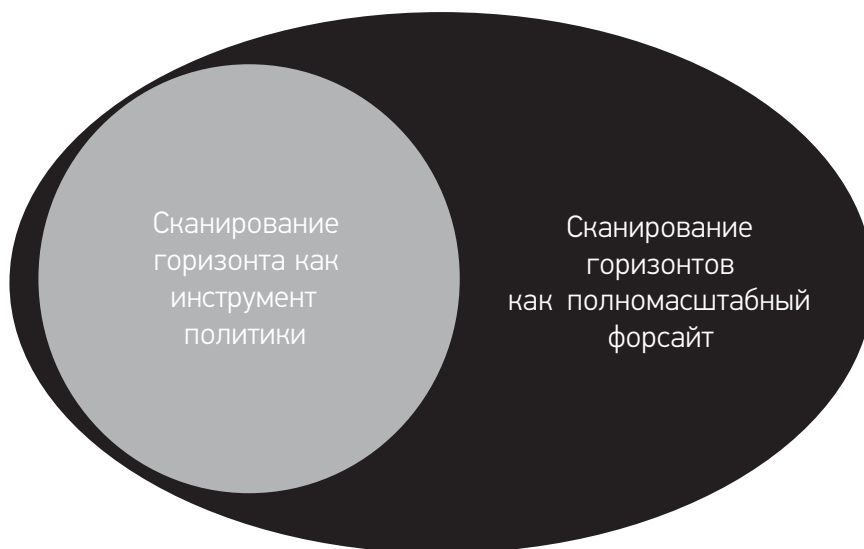 Сканирование
горизонта как
инструмент
политики
Сканирование
горизонтов
как полномасштабный
форсайт